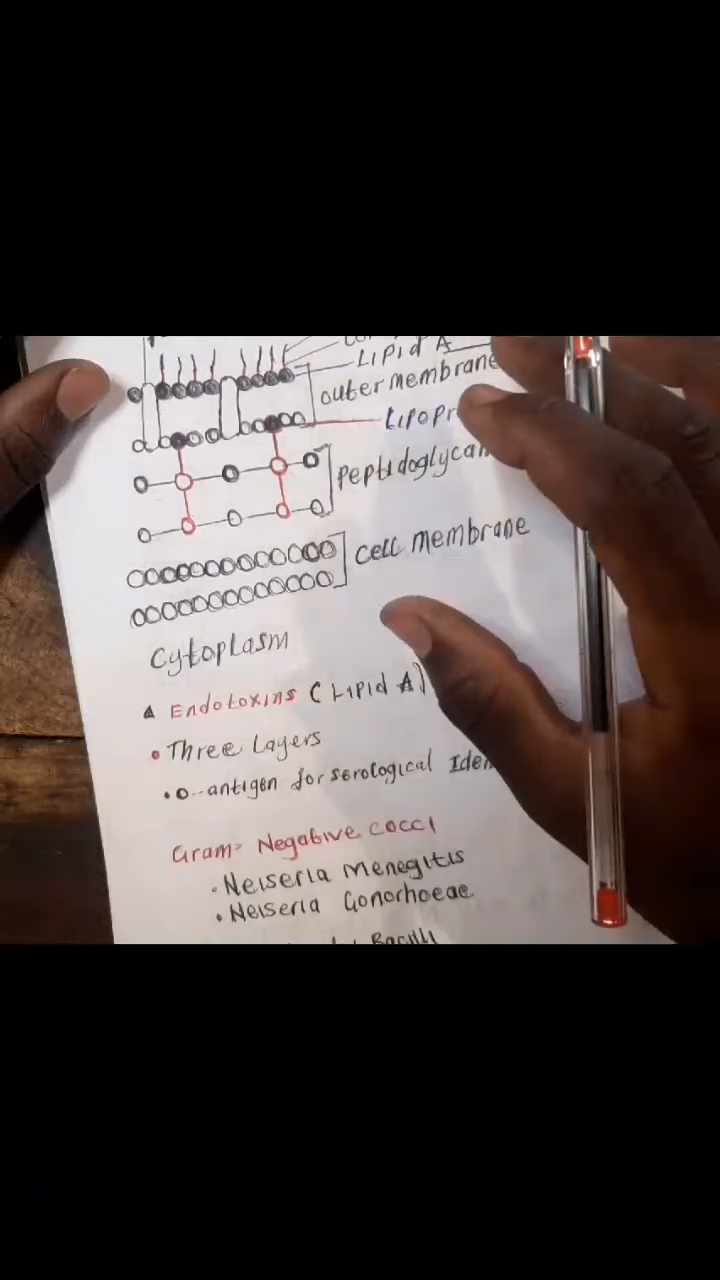 Lipid A
outer membrane
Peptidoglycan
cell membrane
Cytoplasm
Endotoxins (Lipid A)
• Three Layers
• o-antigen for serological
Gram- Negative cocci
• Neiseria Menegitis
• Neiseria Gonorhoeae
Bacilli